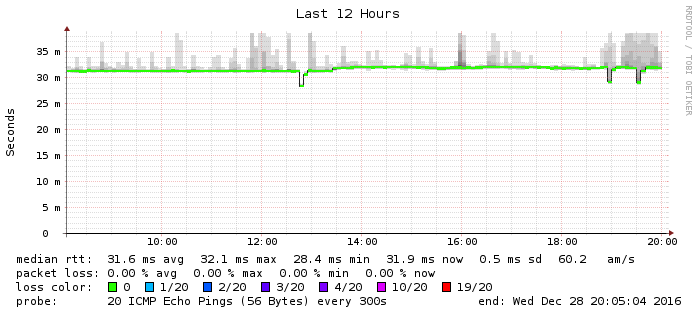 Last 12 Hours
RRDTOOL / TOBI OETIKER
Seconds
35 m
30 m
25 m
20 m
15 m
10 m
5 m
0
10:00 12:00 14:00 16:00 18:00 20:00
median rtt: 31.6 ms avg 32.1 ms max 28.4 ms min 31.9 ms now 0.5 ms sd 60.2 am/s
packet loss: 0.00 % avg 0.00 % max 0.00 % min 0.00 % now
loss color: 0 1/20 2/20 3/20 4/20 10/20 19/20
probe: 20 ICMP Echo Pings (56 Bytes) every 300s end: Wed Dec 28 20:05:04 2016